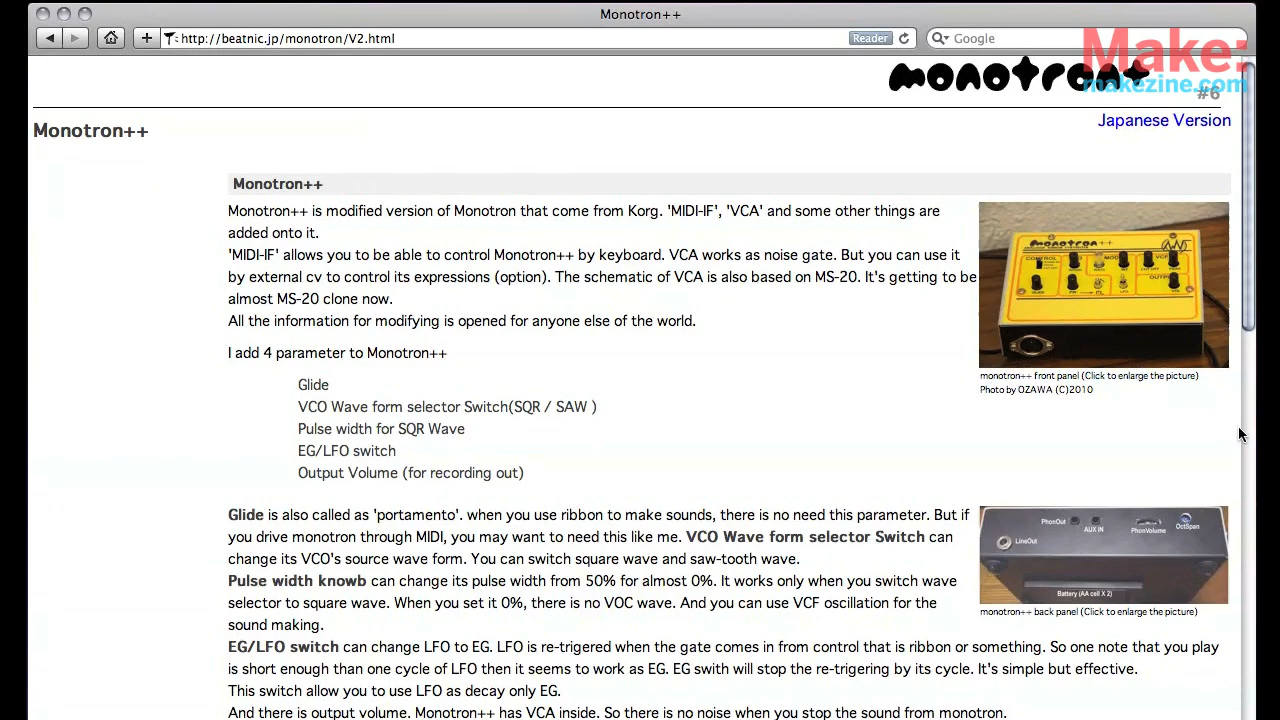 Monotron++
http://beatnic.jp/monotron/V2.html
Reader
Google
Make:
makezine.com
monotron++
#6
Japanese Version
Monotron++
Monotron++
Monotron++ is modified version of Monotron that come from Korg. 'MIDI-IF', 'VCA' and some other things are
added onto it.
'MIDI-IF' allows you to be able to control Monotron++ by keyboard. VCA works as noise gate. But you can use it
by external cv to control its expressions (option). The schematic of VCA is also based on MS-20. It's getting to be
almost MS-20 clone now.
All the information for modifying is opened for anyone else of the world.
monotron++
CONTROL
MOD
VCF
OUTPUT
GLIDE
PW
monotron++ front panel (Click to enlarge the picture)
Photo by OZAWA (C)2010
I add 4 parameter to Monotron++
Glide
VCO Wave form selector Switch(SQR / SAW )
Pulse width for SQR Wave
EG/LFO switch
Output Volume (for recording out)
Glide is also called as 'portamento'. when you use ribbon to make sounds, there is no need this parameter. But if
you drive monotron through MIDI, you may want to need this like me. VCO Wave form selector Switch can
change its VCO's source wave form. You can switch square wave and saw-tooth wave.
Pulse width knowb can change its pulse width from 50% for almost 0%. It works only when you switch wave
selector to square wave. When you set it 0%, there is no VOC wave. And you can use VCF oscillation for the
sound making.
PhonOut
AUX IN
PhonVolume
OctSpan
LineOut
Battery (AA cell X 2)
monotron++ back panel (Click to enlarge the picture)
EG/LFO switch can change LFO to EG. LFO is re-trigered when the gate comes in from control that is ribbon or something. So one note that you play
is short enough than one cycle of LFO then it seems to work as EG. EG swith will stop the re-trigering by its cycle. It's simple but effective.
This switch allow you to use LFO as decay only EG.
And there is output volume. Monotron++ has VCA inside. So there is no noise when you stop the sound from monotron.